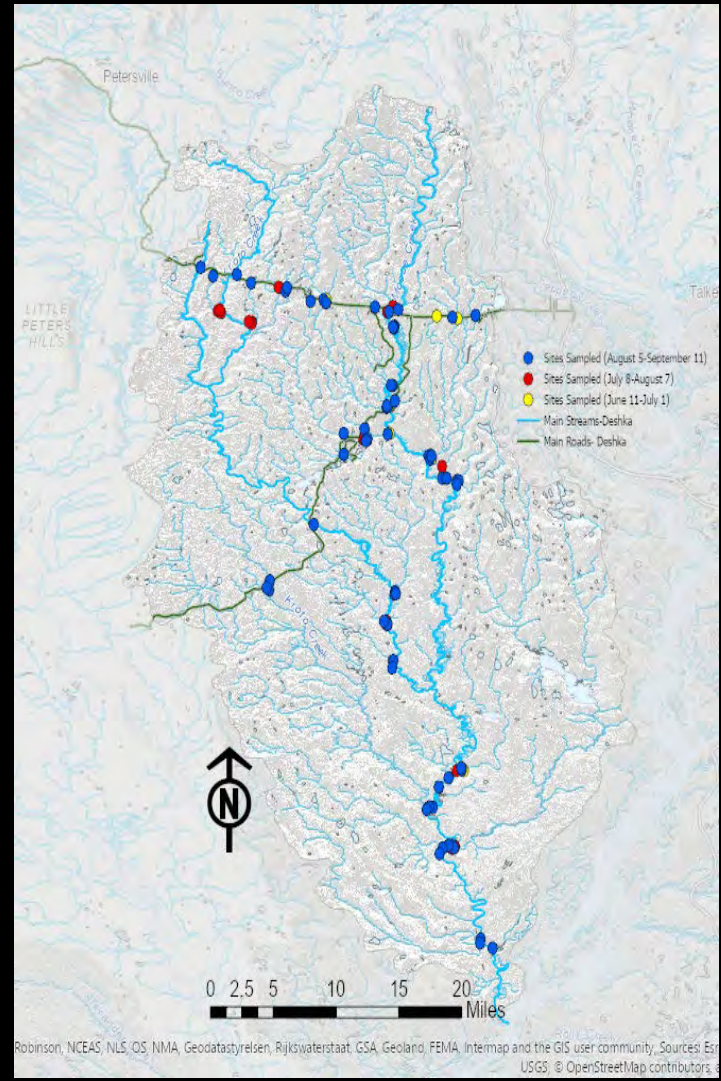 Petersville
LITTLE
PETERS
HILLS
Talke
Sites Sampled (August 5-September 11)
Sites Sampled (July 8-August 7)
Sites Sampled (June 11-July 1)
Main Streams-Deshka
Main Roads- Deshka
Kroto Creek
N
0 2,5 5 10 15 20
Miles
Robinson, NCEAS, NLS, OS, NMA, Geodatastyrelsen, Rijkswaterstaat, GSA, Geoland, FEMA, Intermap and the GIS user community, Sources: Esr
USGS, © OpenStreetMap contributors,